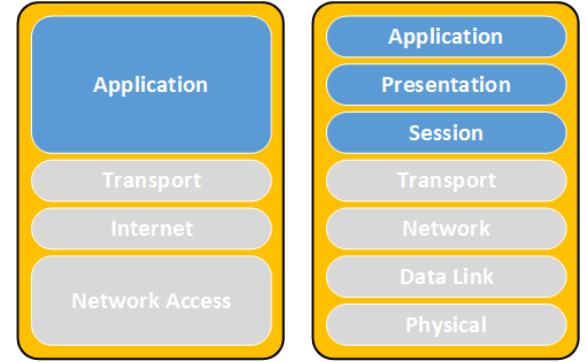 Application
Transport
Internet
Network Access
Application
Presentation
Session
Transport
Network
Data Link
Physical